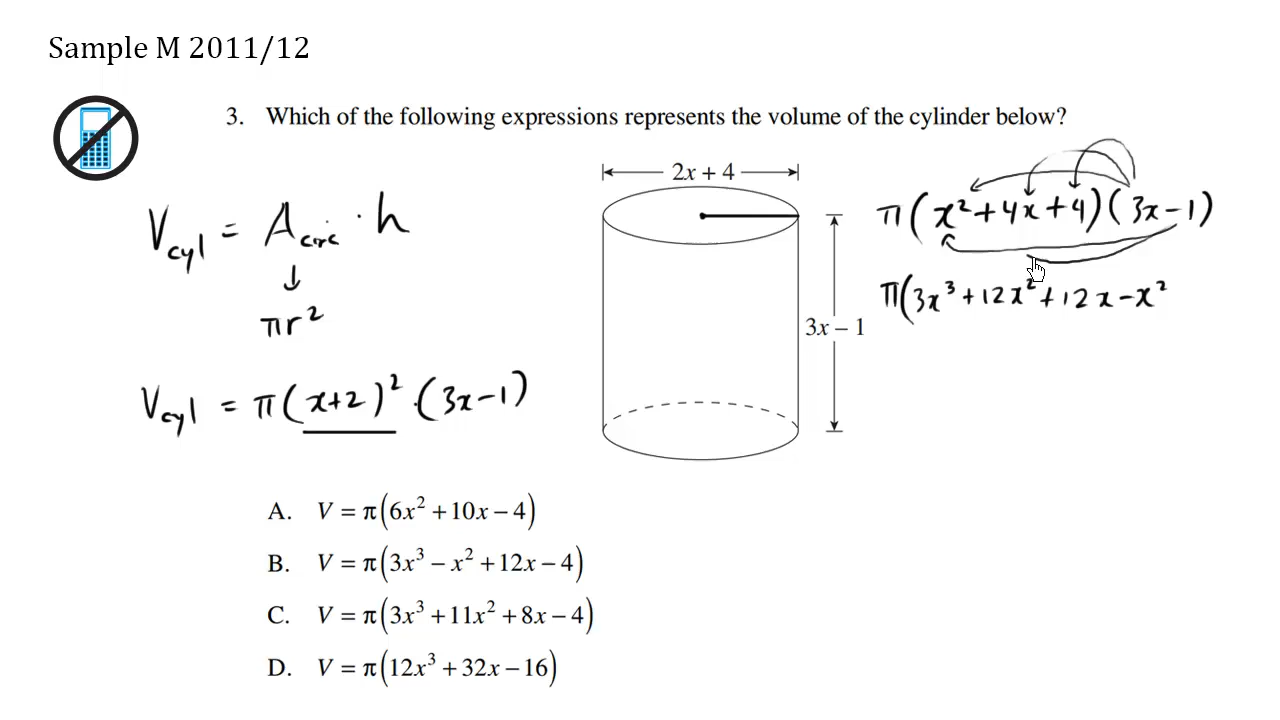 Sample M 2011/12
3. Which of the following expressions represents the volume of the cylinder below?
2x + 4
V_cyl = A_circ · h
↓
πr²
π(x² + 4x + 4)(3x − 1)
π(3x³ + 12x² + 12x − x²
3x − 1
V_cyl = π(x+2)² · (3x−1)
A. V = π(6x² + 10x − 4)
B. V = π(3x³ − x² + 12x − 4)
C. V = π(3x³ + 11x² + 8x − 4)
D. V = π(12x³ + 32x − 16)